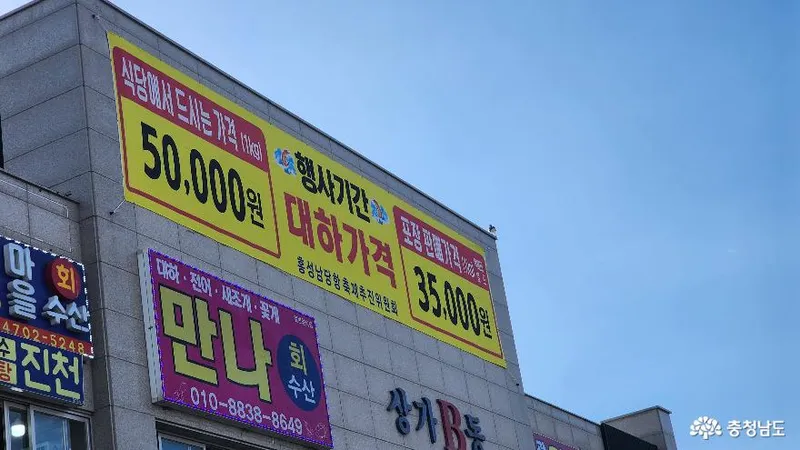 식당에서 드시는 가격 (1kg)
50,000원
행사기간
대하가격
홍성남당항축제추진위원회
포장 판매가격
35,000원
마을
회
수산
4702-5248
진천
탕
대하·전어·새조개·꽃게
만나
회
수산
010-8838-8649
상가B동
충청남도